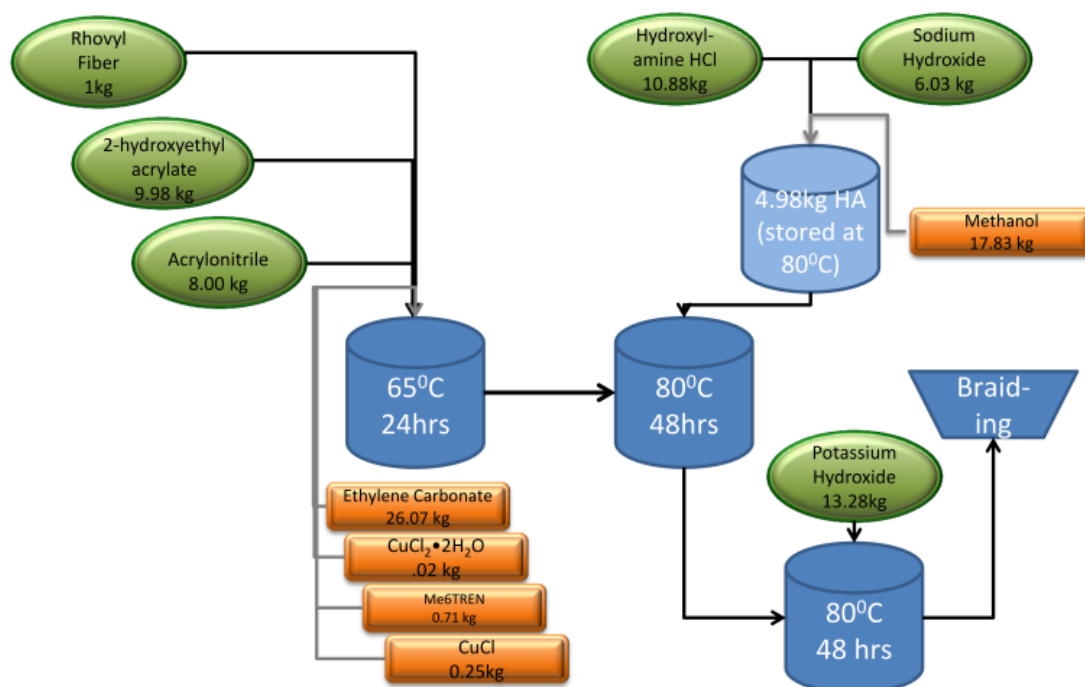 Rhovyl
Fiber
1kg
2-hydroxyethyl
acrylate
9.98 kg
Acrylonitrile
8.00 kg
Hydroxyl-
amine HCl
10.88kg
Sodium
Hydroxide
6.03 kg
4.98kg HA
(stored at
80⁰C)
Methanol
17.83 kg
65⁰C
24hrs
80⁰C
48hrs
Braid-
ing
Potassium
Hydroxide
13.28kg
Ethylene Carbonate
26.07 kg
CuCl₂•2H₂O
.02 kg
Me6TREN
0.71 kg
CuCl
0.25kg
80⁰C
48 hrs